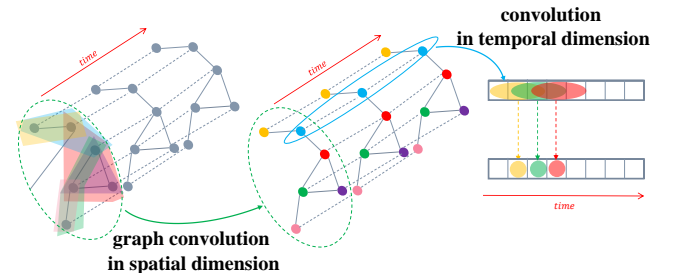 convolution
in temporal dimension
time
time
time
graph convolution
in spatial dimension